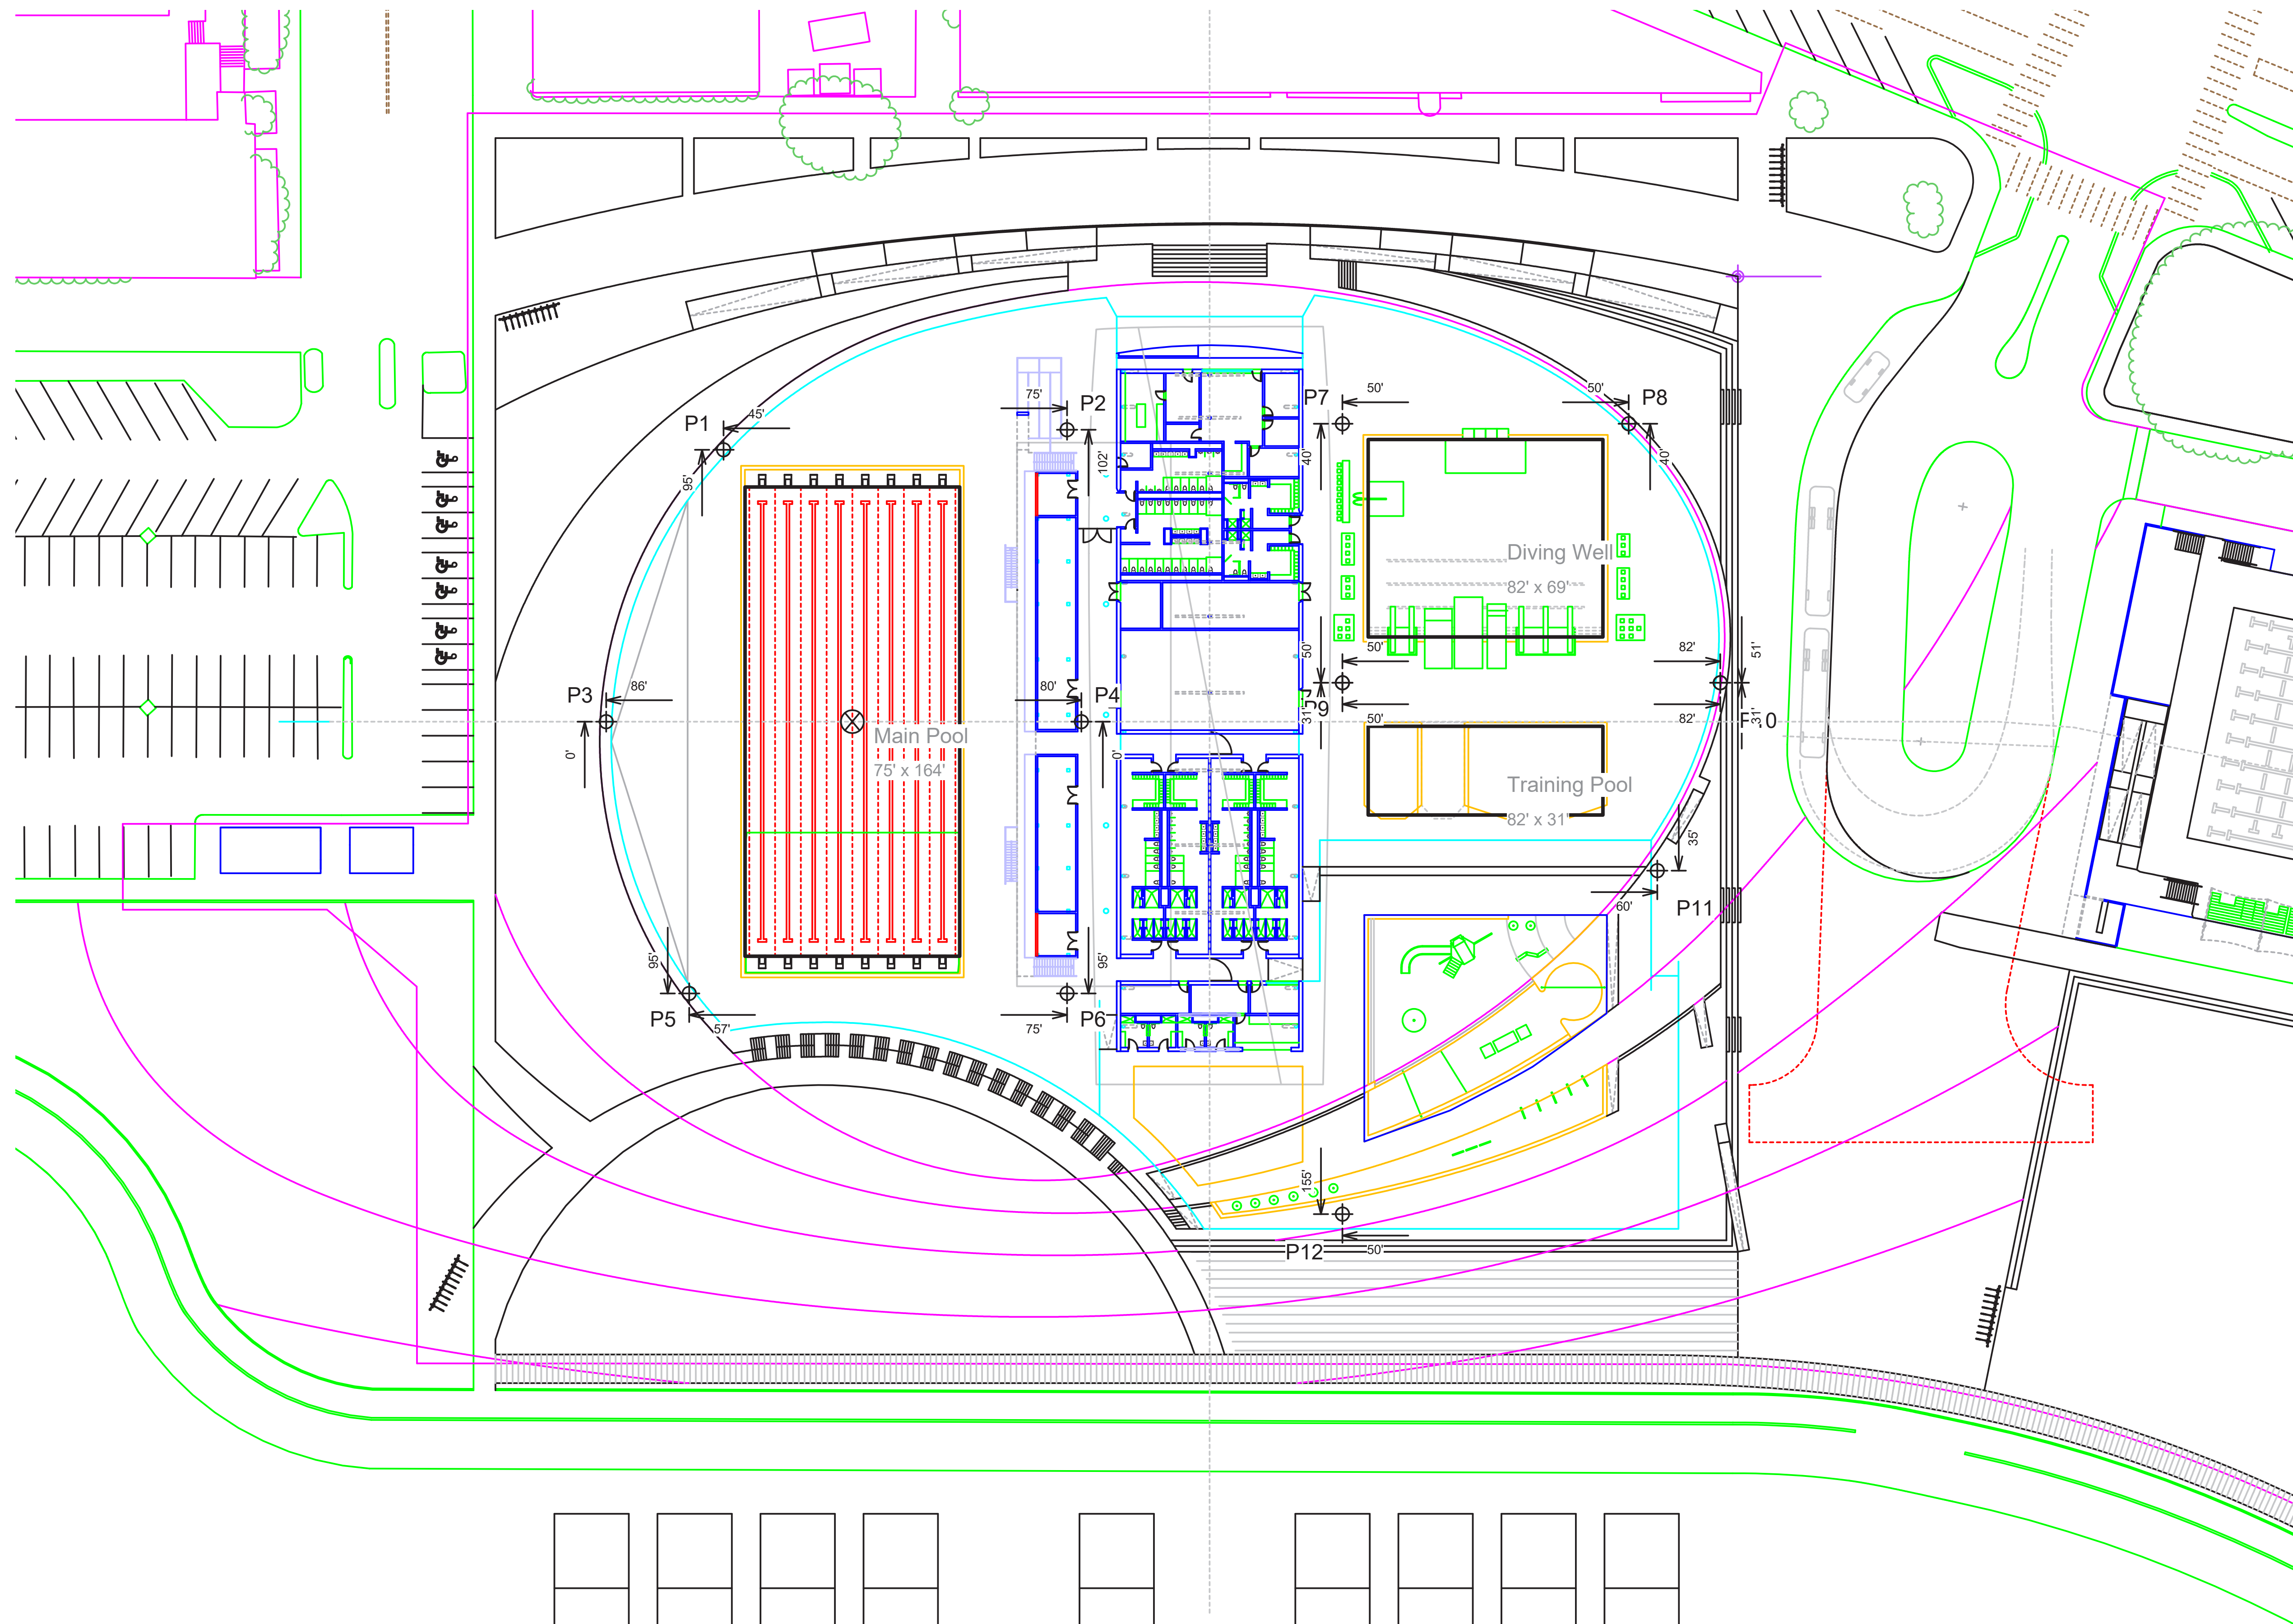 75'
P2
P7
50'
50'
P8
P1
45'
102'
40'
40'
95'
Diving Well
82' x 69'
50'
50'
82'
51'
P3
86'
80'
P4
31'
P9
50'
82'
31'
0'
0'
Main Pool
75' x 164'
Training Pool
82' x 31'
35'
60'
P11
95'
95'
P5
57'
75'
P6
155'
P12
50'